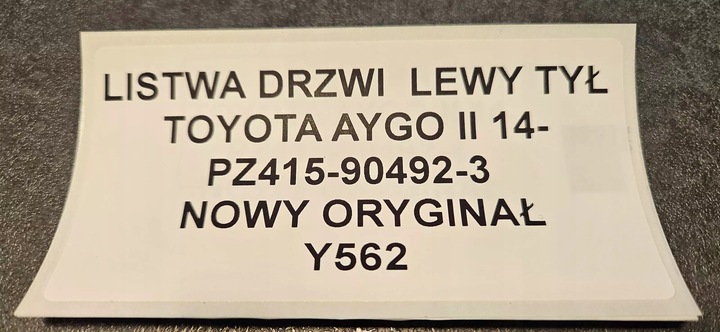 LISTWA DRZWI LEWY TYŁ
TOYOTA AYGO II 14-
PZ415-90492-3
NOWY ORYGINAŁ
Y562